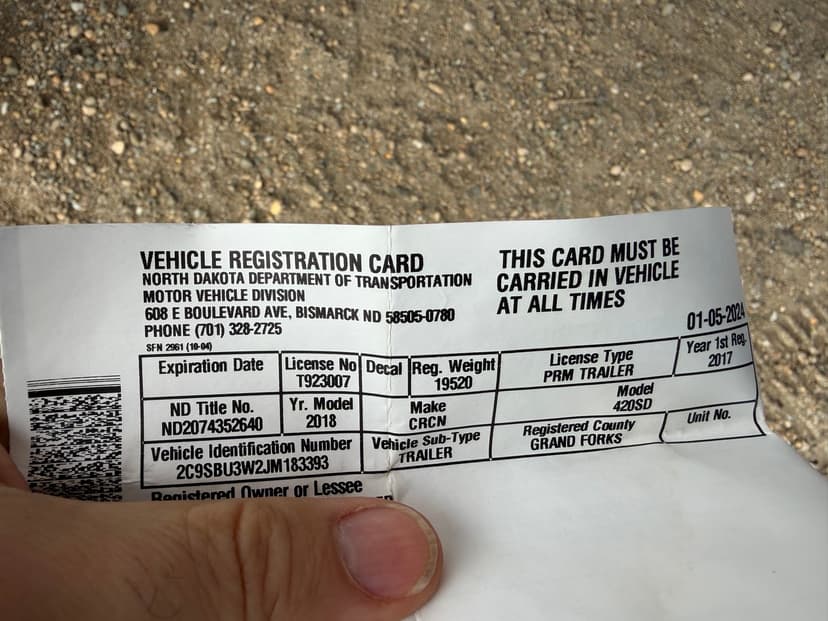 VEHICLE REGISTRATION CARD
NORTH DAKOTA DEPARTMENT OF TRANSPORTATION
MOTOR VEHICLE DIVISION
608 E BOULEVARD AVE, BISMARCK ND 58505-0780
PHONE (701) 328-2725
SFN 2961 (10-04)
THIS CARD MUST BE
CARRIED IN VEHICLE
AT ALL TIMES
01-05-2024
Expiration Date
License No
T923007
Decal
Reg. Weight
19520
License Type
PRM TRAILER
Year 1st Reg.
2017
ND Title No.
ND2074352640
Yr. Model
2018
Make
CRCN
Model
420SD
Vehicle Identification Number
2C9SBU3W2JM183393
Vehicle Sub-Type
TRAILER
Registered County
GRAND FORKS
Unit No.
Registered Owner or Lessee